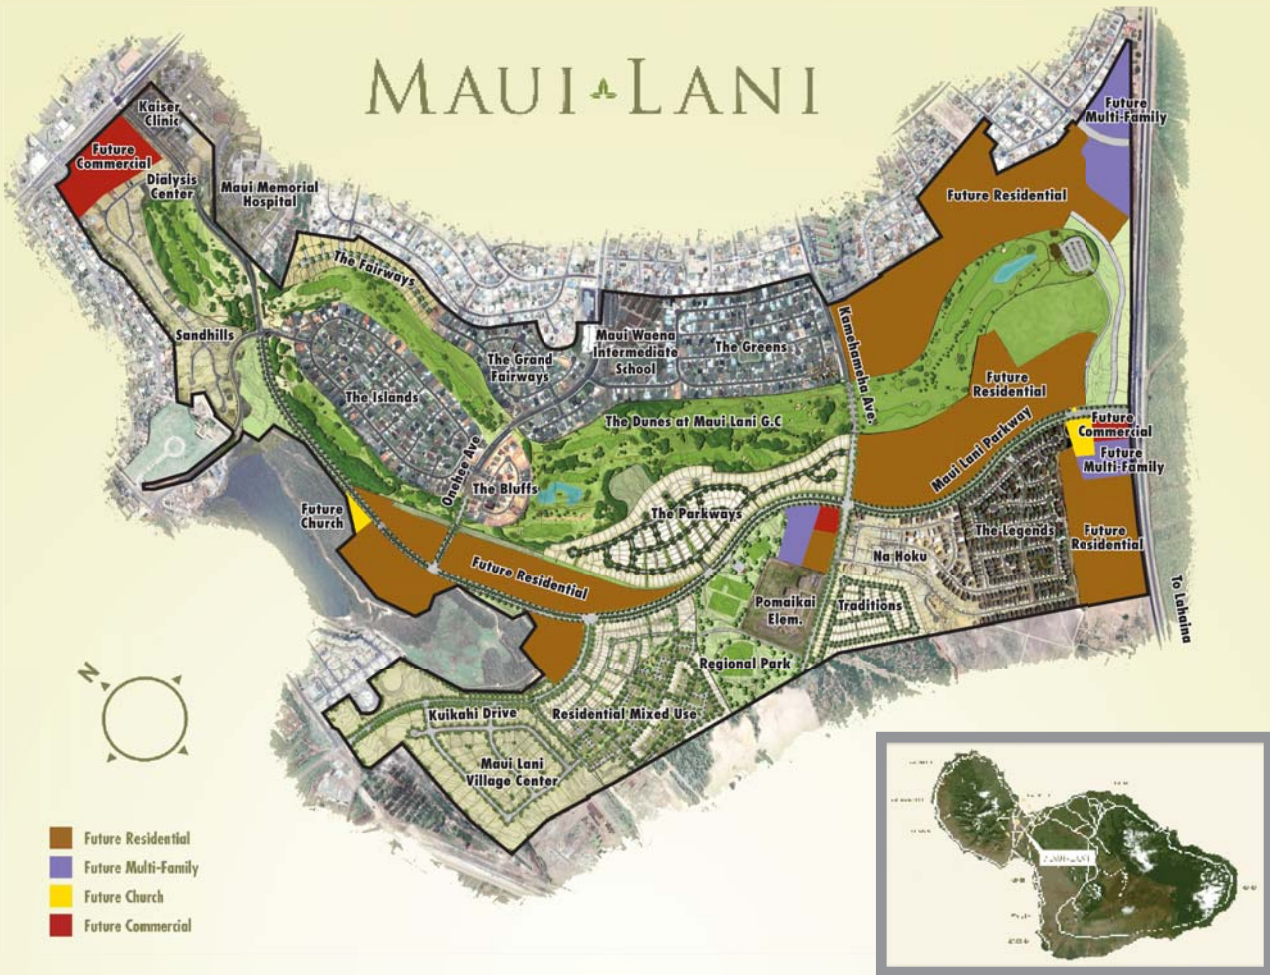 MAUI LANI
Kaiser
Clinic
Future
Commercial
Dialysis
Center
Maui Memorial
Hospital
The Fairways
Sandhills
The Islands
The Grand
Fairways
Maui Waena
Intermediate
School
The Greens
Kamehameha Ave.
Future Residential
Future
Multi-Family
Future
Residential
Onehee Ave
The Dunes at Maui Lani G.C
The Bluffs
The Parkways
Maui Lani Parkway
Future
Commercial
Future
Multi-Family
Future
Church
Future Residential
Na Hoku
The Legends
Future
Residential
Pomaikai
Elem.
Traditions
Regional Park
To Lahaina
N
Kuikahi Drive
Residential Mixed Use
Maui Lani
Village Center
Future Residential
Future Multi-Family
Future Church
Future Commercial
MAUI LANI